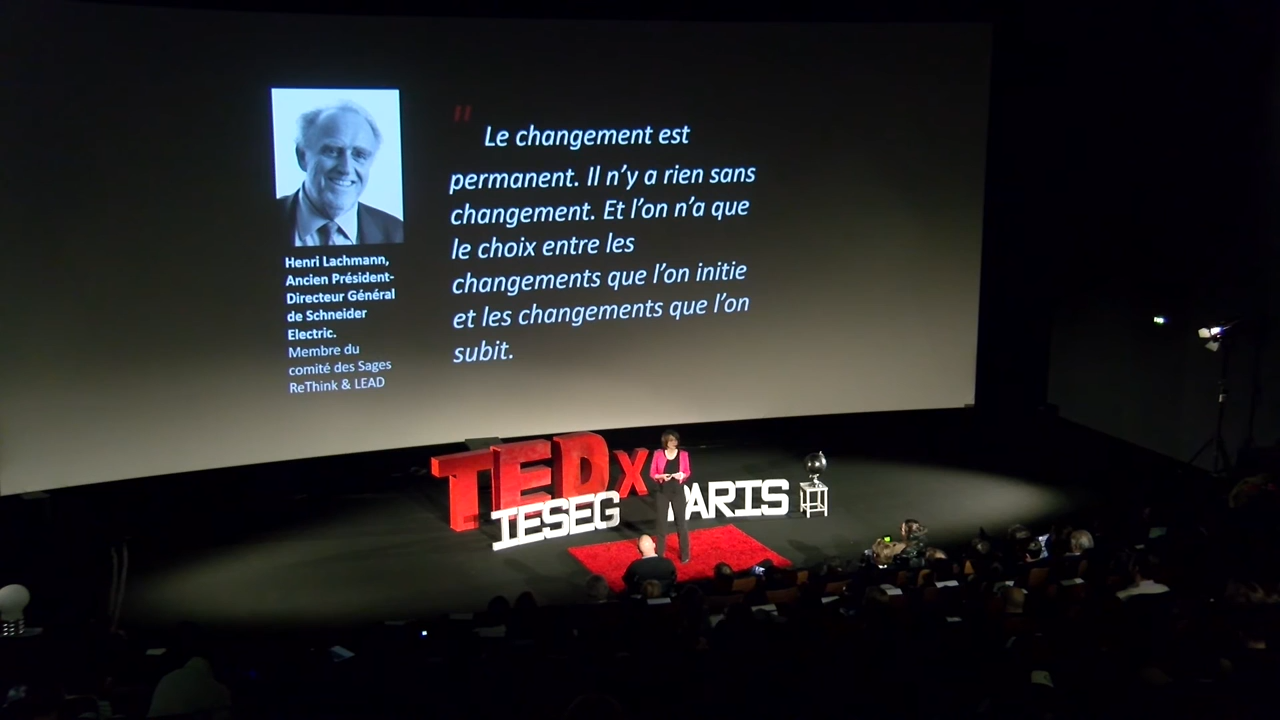 "
Le changement est
permanent. Il n'y a rien sans
changement. Et l'on n'a que
le choix entre les
changements que l'on initie
et les changements que l'on
subit.
Henri Lachmann,
Ancien Président-
Directeur Général
de Schneider
Electric.
Membre du
comité des Sages
ReThink & LEAD
TEDx
IESEG PARIS